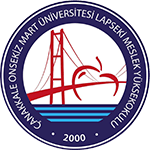 ÇANAKKALE ONSEKİZ MART ÜNİVERSİTESİ LAPSEKİ MESLEK YÜKSEKOKULU
· 2000 ·